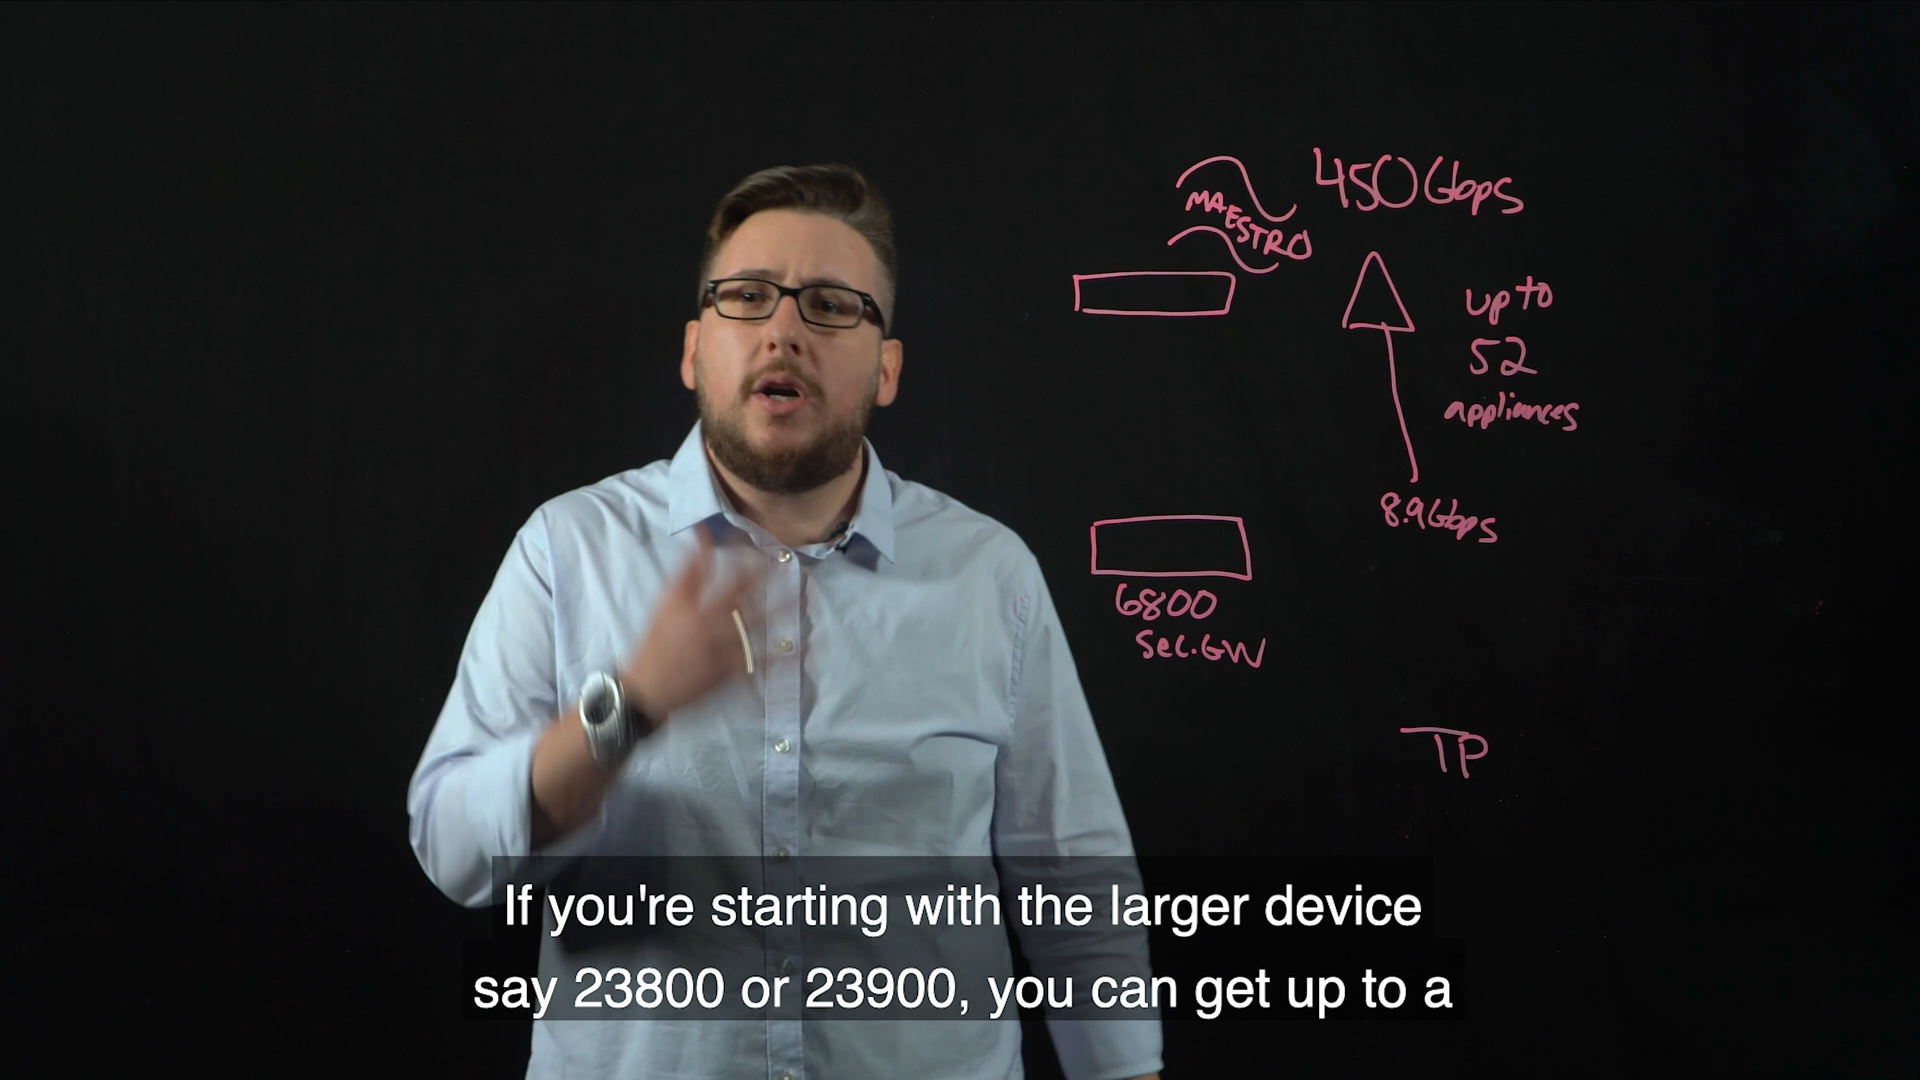 450Gbps
MAESTRO
up to
52
appliances
8.9Gbps
6800
Sec.GW
TP
If you're starting with the larger device
say 23800 or 23900, you can get up to a